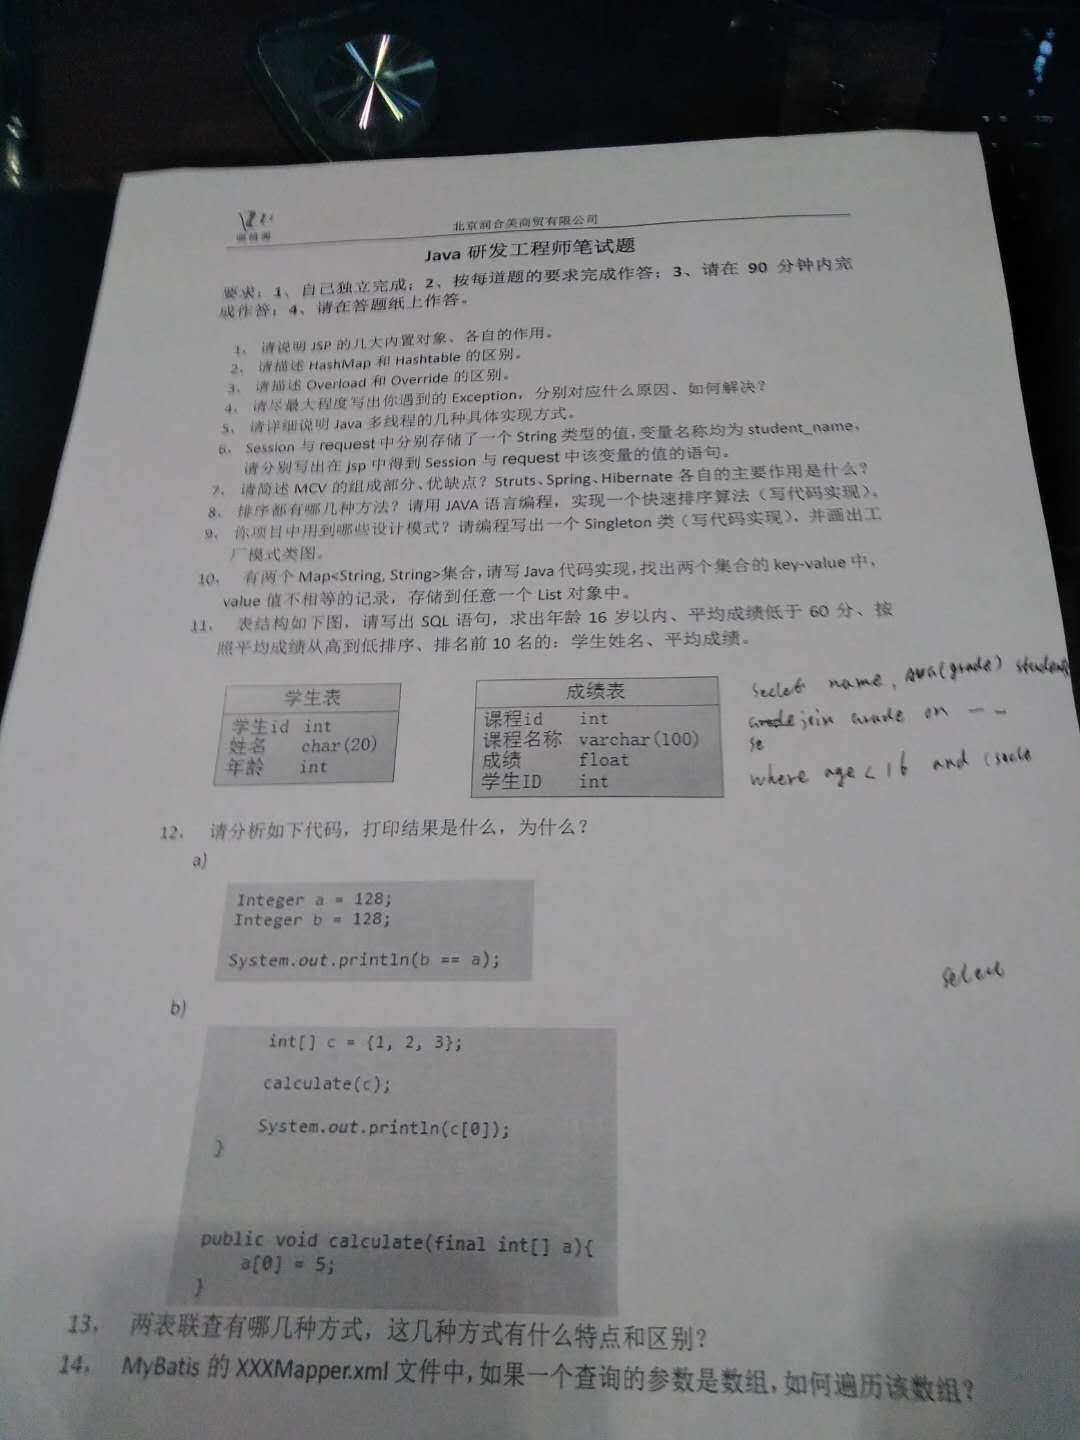 北京润合美商贸有限公司
Java 研发工程师笔试题
要求：1、自己独立完成；2、按每道题的要求完成作答；3、请在 90 分钟内完
成作答；4、请在答题纸上作答。
1、 请说明 JSP 的几大内置对象、各自的作用。
2、 请描述 HashMap 和 Hashtable 的区别。
3、 请描述 Overload 和 Override 的区别。
4、 请尽最大程度写出你遇到的 Exception，分别对应什么原因、如何解决？
5、 请详细说明 Java 多线程的几种具体实现方式。
6、 Session 与 request 中分别存储了一个 String 类型的值，变量名称均为 student_name，
请分别写出在 jsp 中得到 Session 与 request 中该变量的值的语句。
7、 请简述 MCV 的组成部分、优缺点？Struts、Spring、Hibernate 各自的主要作用是什么？
8、 排序都有哪几种方法？请用 JAVA 语言编程，实现一个快速排序算法（写代码实现）。
9、 你项目中用到哪些设计模式？请编程写出一个 Singleton 类（写代码实现），并画出工
厂模式类图。
10、 有两个 Map<String, String>集合，请写 Java 代码实现，找出两个集合的 key-value 中，
value 值不相等的记录，存储到任意一个 List 对象中。
11、 表结构如下图，请写出 SQL 语句，求出年龄 16 岁以内、平均成绩低于 60 分、按
照平均成绩从高到低排序、排名前 10 名的：学生姓名、平均成绩。
学生表
学生id int
姓名 char(20)
年龄 int
成绩表
课程id int
课程名称 varchar(100)
成绩 float
学生ID int
name, (grade)
join on
where age < 16 and
12、 请分析如下代码，打印结果是什么，为什么？
a)
Integer a = 128;
Integer b = 128;
System.out.println(b == a);
b)
int[] c = {1, 2, 3};
calculate(c);
System.out.println(c[0]);
}
public void calculate(final int[] a){
a[0] = 5;
}
13、 两表联查有哪几种方式，这几种方式有什么特点和区别？
14、 MyBatis 的 XXXMapper.xml 文件中，如果一个查询的参数是数组，如何遍历该数组？